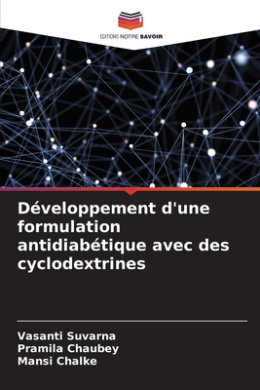 EDITIONS NOTRE SAVOIR
Développement d'une
formulation
antidiabétique avec des
cyclodextrines
Vasanti Suvarna
Pramila Chaubey
Mansi Chalke